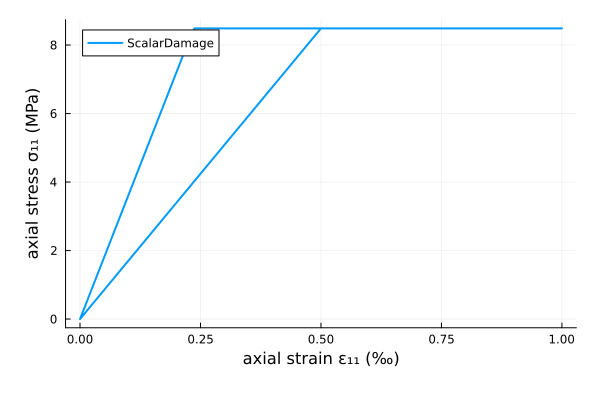 ScalarDamage
axial stress σ₁₁ (MPa)
8
6
4
2
0
0.00 0.25 0.50 0.75 1.00
axial strain ε₁₁ (‰)